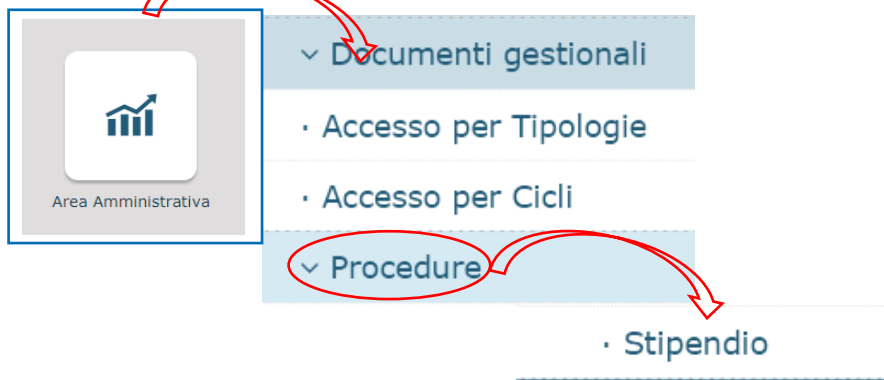 Area Amministrativa
Documenti gestionali
· Accesso per Tipologie
· Accesso per Cicli
Procedure
· Stipendio